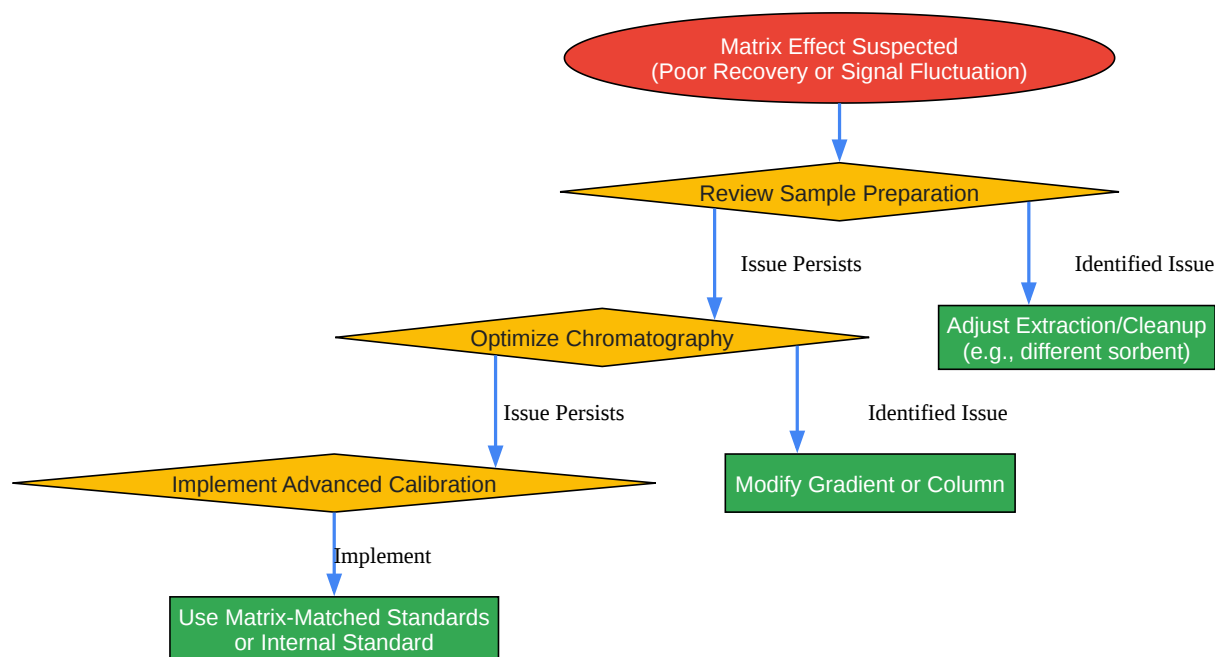 Matrix Effect Suspected
(Poor Recovery or Signal Fluctuation)
Review Sample Preparation
Issue Persists
Identified Issue
Adjust Extraction/Cleanup
(e.g., different sorbent)
Optimize Chromatography
Issue Persists
Identified Issue
Modify Gradient or Column
Implement Advanced Calibration
Implement
Use Matrix-Matched Standards
or Internal Standard